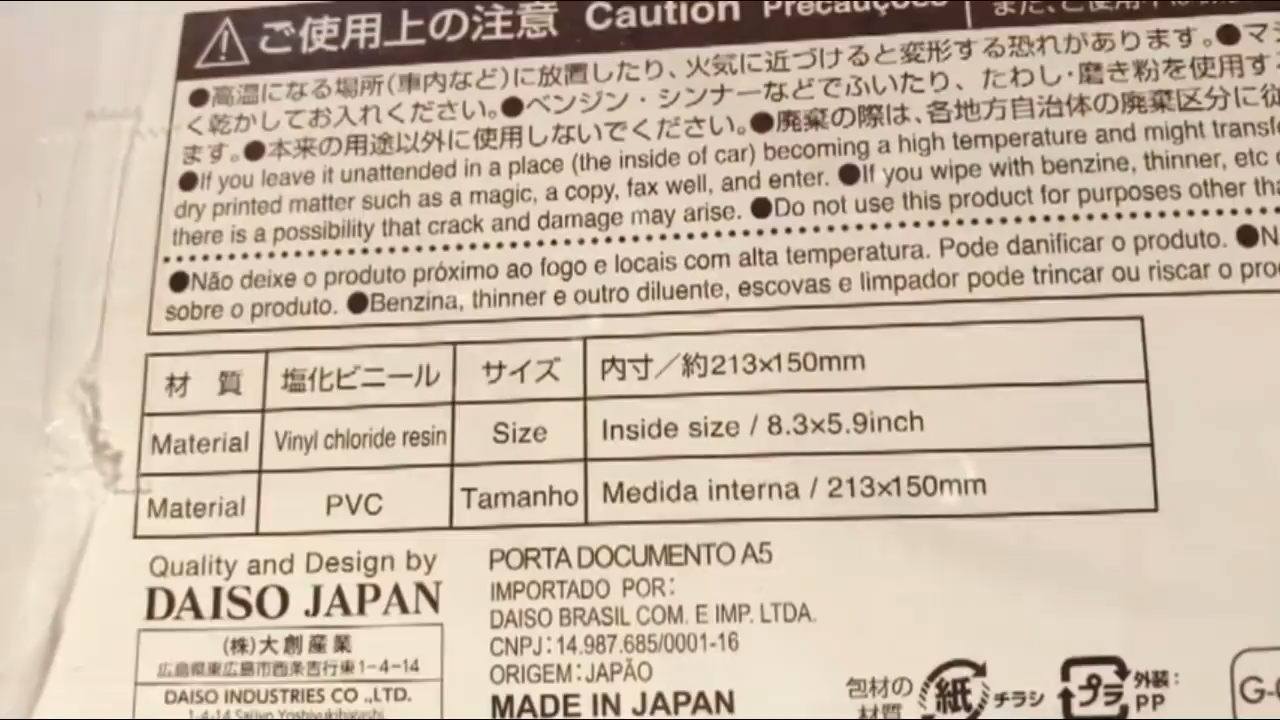 ご使用上の注意 Caution Precauções
●高温になる場所(車内など)に放置したり、火気に近づけると変形する恐れがあります。●マ
く乾かしてお入れください。●ベンジン・シンナーなどでふいたり、たわし・磨き粉を使用す
ます。●本来の用途以外に使用しないでください。●廃棄の際は、各地方自治体の廃棄区分に従
●If you leave it unattended in a place (the inside of car) becoming a high temperature and might
dry printed matter such as a magic, a copy, fax well, and enter. ●If you wipe with benzine, thinner, etc
there is a possibility that crack and damage may arise. ●Do not use this product for purposes other
●Não deixe o produto próximo ao fogo e locais com alta temperatura. Pode danificar o produto. ●N
sobre o produto. ●Benzina, thinner e outro diluente, escovas e limpador pode trincar ou riscar o
材 質 塩化ビニール サイズ 内寸/約213×150mm
Material Vinyl chloride resin Size Inside size / 8.3×5.9inch
Material PVC Tamanho Medida interna / 213×150mm
Quality and Design by
DAISO JAPAN
(株)大創産業
広島県東広島市西条吉行東1-4-14
DAISO INDUSTRIES CO.,LTD.
PORTA DOCUMENTO A5
IMPORTADO POR:
DAISO BRASIL COM. E IMP. LTDA.
CNPJ:14.987.685/0001-16
ORIGEM:JAPÃO
MADE IN JAPAN
包材の
材質
紙 チラシ
プラ 外装:
PP